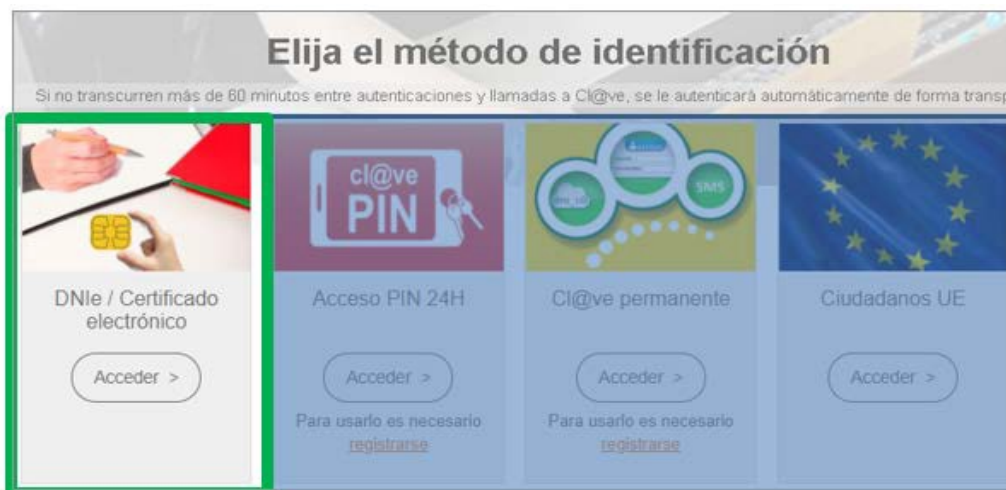 Elija el método de identificación
Si no transcurren más de 60 minutos entre autenticaciones y llamadas a Cl@ve, se le autenticará automáticamente de forma transp
cl@ve
PIN
SMS
DNIe / Certificado
electrónico
Acceder >
Acceso PIN 24H
Acceder >
Para usarlo es necesario
registrarse
Cl@ve permanente
Acceder >
Para usarlo es necesario
registrarse
Ciudadanos UE
Acceder >